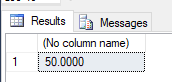 Results Messages
(No column name)
1 50.0000